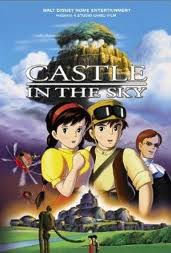 WALT DISNEY HOME ENTERTAINMENT
PRESENTS A STUDIO GHIBLI FILM
CASTLE
IN THE SKY